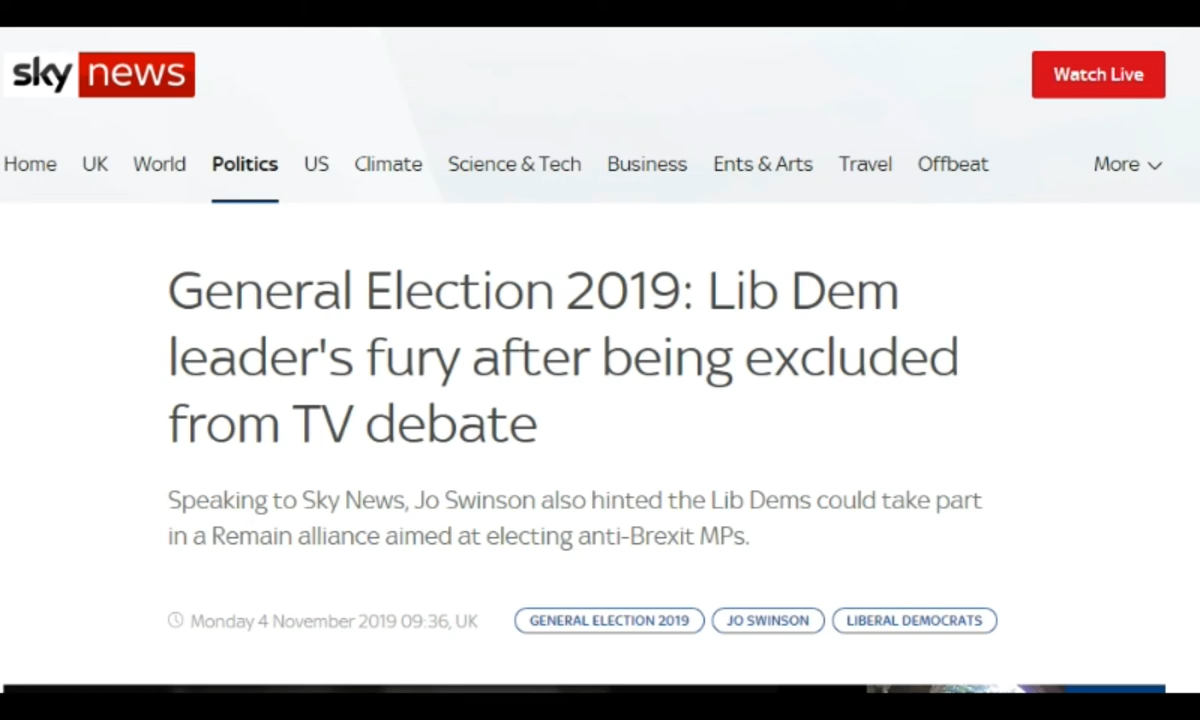 sky news
Watch Live
Home UK World Politics US Climate Science & Tech Business Ents & Arts Travel Offbeat More
General Election 2019: Lib Dem
leader's fury after being excluded
from TV debate
Speaking to Sky News, Jo Swinson also hinted the Lib Dems could take part
in a Remain alliance aimed at electing anti-Brexit MPs.
Monday 4 November 2019 09:36, UK GENERAL ELECTION 2019 JO SWINSON LIBERAL DEMOCRATS